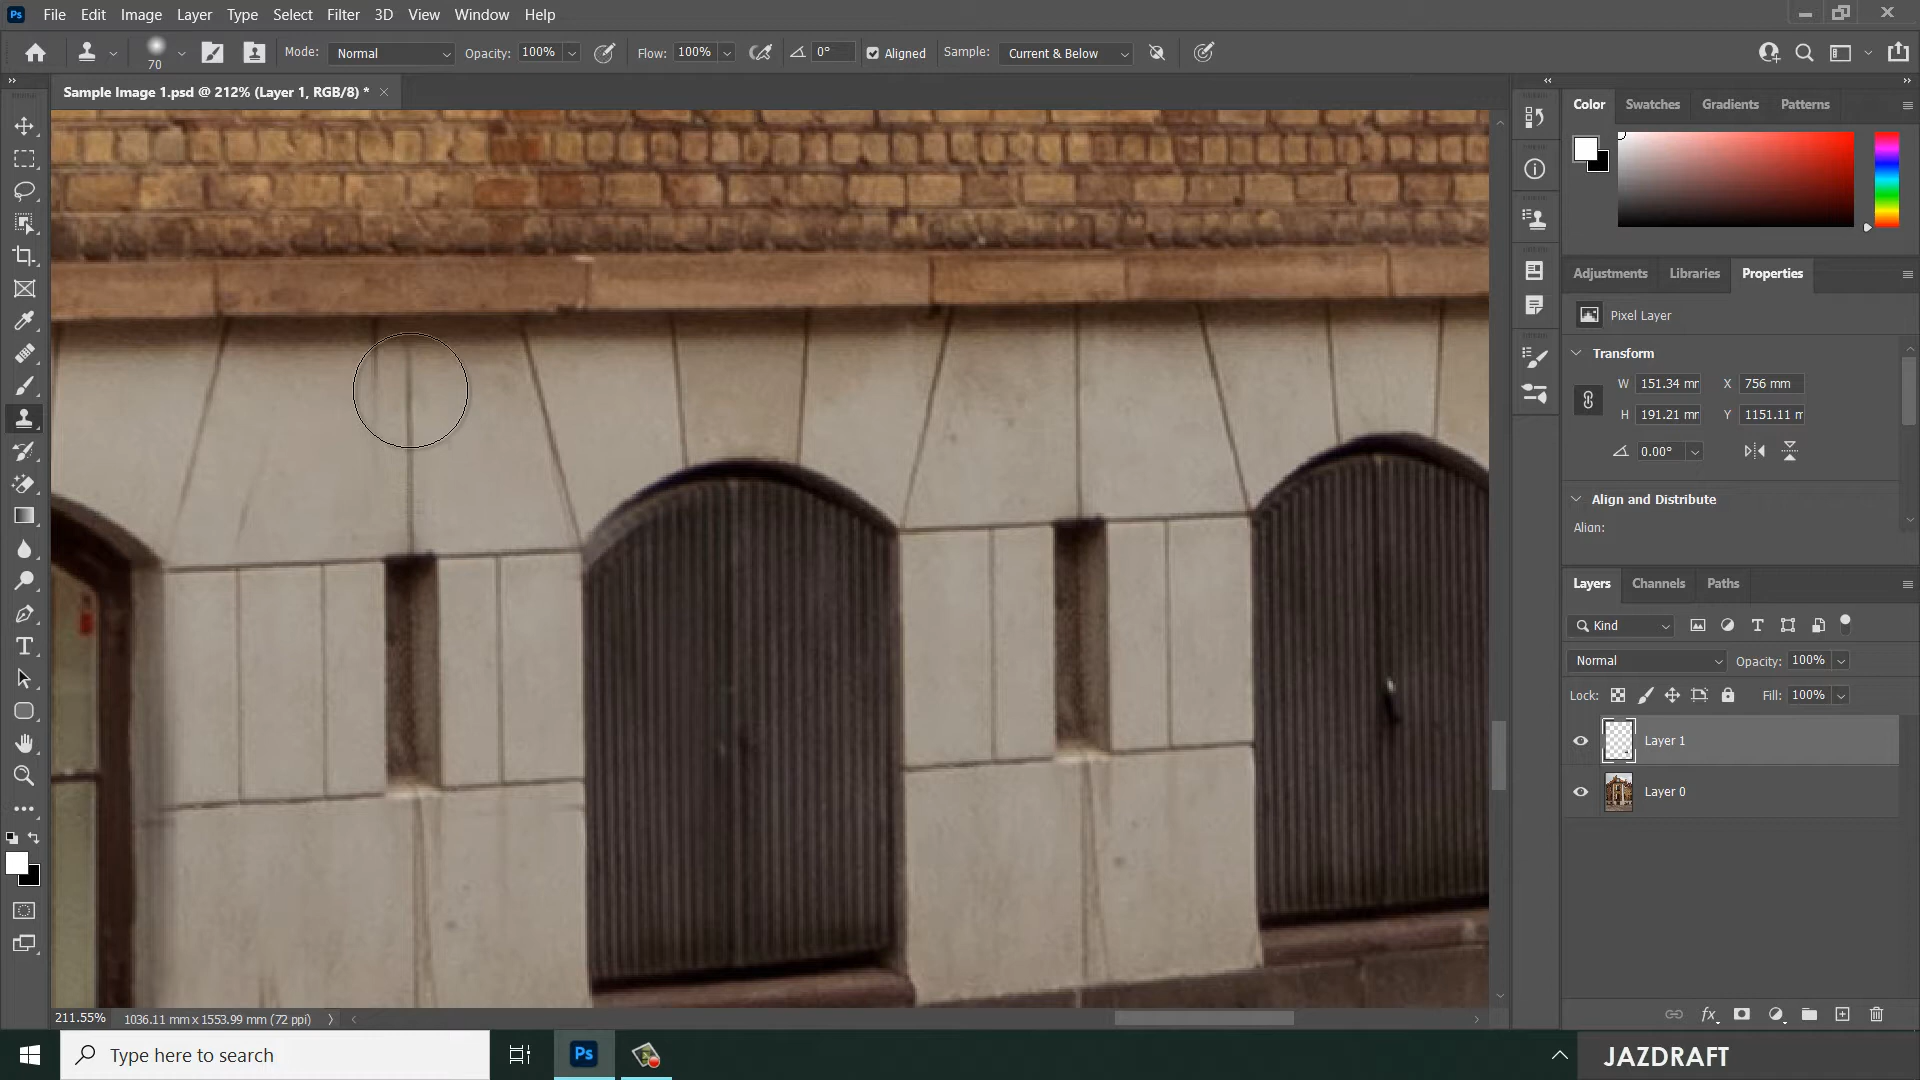 Ps File Edit Image Layer Type Select Filter 3D View Window Help
70 Mode: Normal Opacity: 100% Flow: 100% 0° Aligned Sample: Current & Below
Sample Image 1.psd @ 212% (Layer 1, RGB/8) *
Color Swatches Gradients Patterns
Adjustments Libraries Properties
Pixel Layer
Transform
W 151.34 mm X 756 mm
H 191.21 mm Y 1151.11 m
0.00°
Align and Distribute
Align:
Layers Channels Paths
Kind
Normal Opacity: 100%
Lock: Fill: 100%
Layer 1
Layer 0
fx
211.55% 1036.11 mm x 1553.99 mm (72 ppi)
Type here to search
Ps
JAZDRAFT